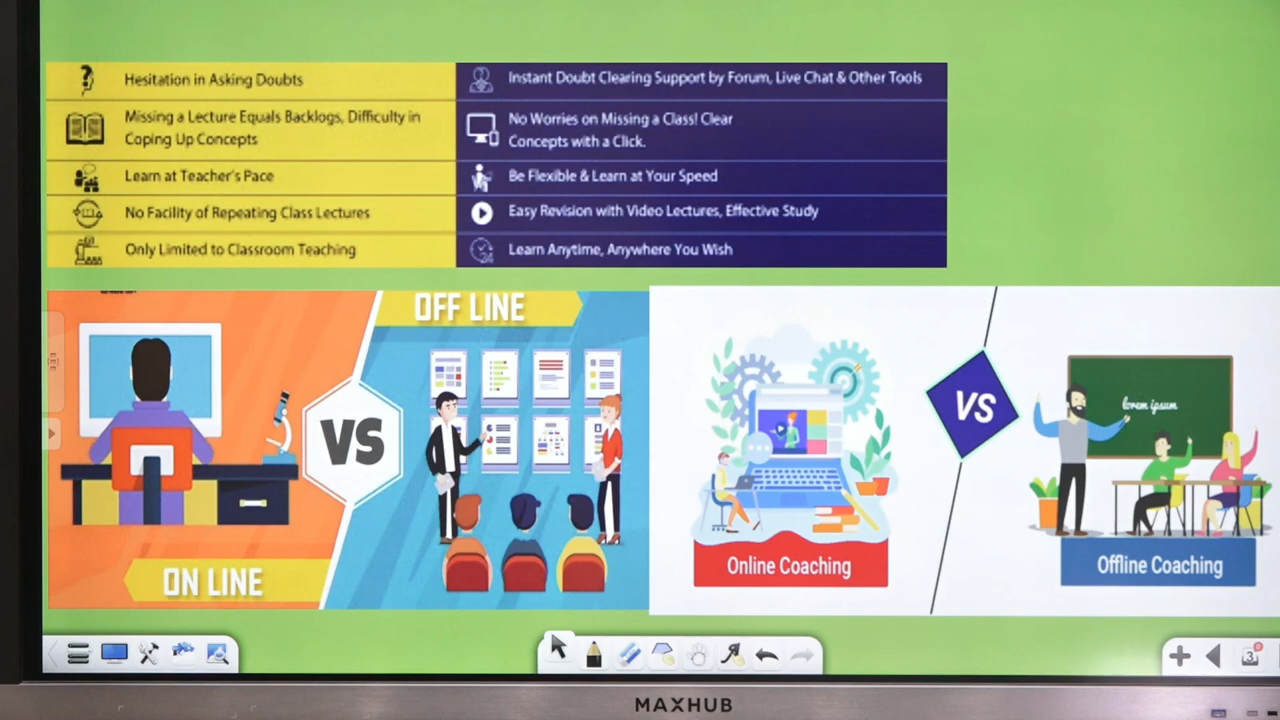 Hesitation in Asking Doubts
Instant Doubt Clearing Support by Forum, Live Chat & Other Tools
Missing a Lecture Equals Backlogs, Difficulty in
Coping Up Concepts
No Worries on Missing a Class! Clear
Concepts with a Click.
Learn at Teacher's Pace
Be Flexible & Learn at Your Speed
No Facility of Repeating Class Lectures
Easy Revision with Video Lectures, Effective Study
Only Limited to Classroom Teaching
Learn Anytime, Anywhere You Wish
OFF LINE
VS
ON LINE
VS
lorem ipsum
Online Coaching
Offline Coaching
3
MAXHUB